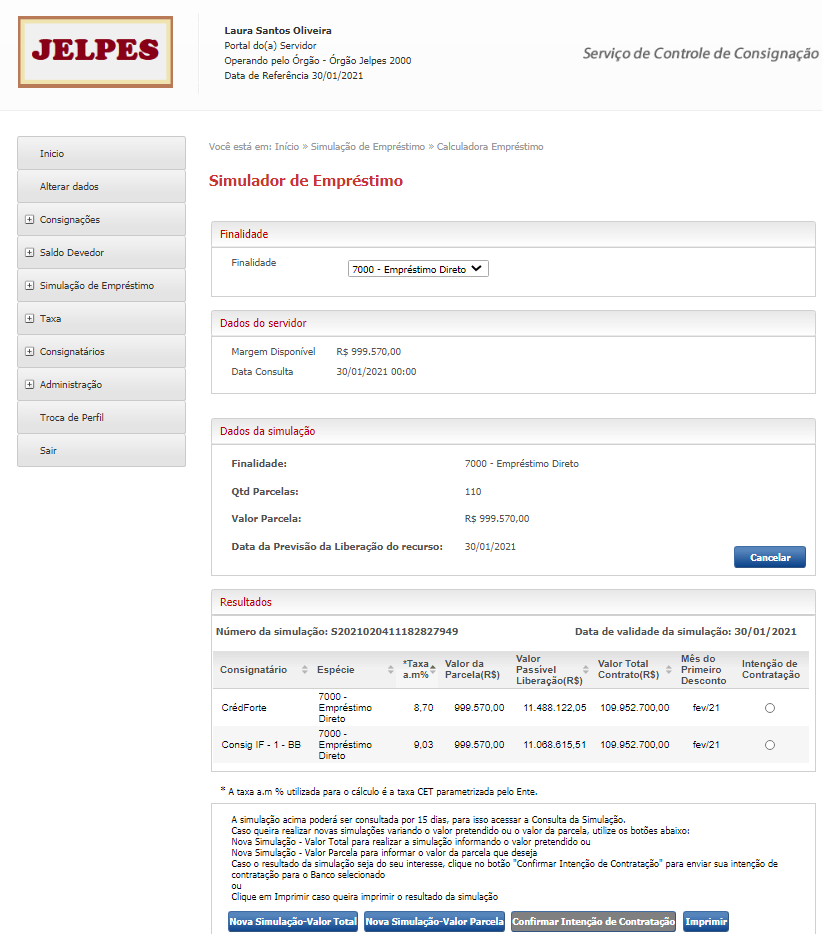 JELPES
Laura Santos Oliveira
Portal do(a) Servidor
Operando pelo Órgão - Órgão Jelpes 2000
Data de Referência 30/01/2021
Serviço de Controle de Consignação
Inicio
Alterar dados
Consignações
Saldo Devedor
Simulação de Empréstimo
Taxa
Consignatários
Administração
Troca de Perfil
Sair
Você está em: Início » Simulação de Empréstimo » Calculadora Empréstimo
Simulador de Empréstimo
Finalidade
Finalidade 7000 - Empréstimo Direto
Dados do servidor
Margem Disponível R$ 999.570,00
Data Consulta 30/01/2021 00:00
Dados da simulação
Finalidade: 7000 - Empréstimo Direto
Qtd Parcelas: 110
Valor Parcela: R$ 999.570,00
Data da Previsão da Liberação do recurso: 30/01/2021
Cancelar
Resultados
Número da simulação: S2021020411182827949 Data de validade da simulação: 30/01/2021
Consignatário Espécie *Taxa a.m% Valor da Parcela(R$) Valor Passível Liberação(R$) Valor Total Contrato(R$) Mês do Primeiro Desconto Intenção de Contratação
CrédForte 7000 - Empréstimo Direto 8,70 999.570,00 11.488.122,05 109.952.700,00 fev/21
Consig IF - 1 - BB 7000 - Empréstimo Direto 9,03 999.570,00 11.068.615,51 109.952.700,00 fev/21
* A taxa a.m % utilizada para o cálculo é a taxa CET parametrizada pelo Ente.
A simulação acima poderá ser consultada por 15 dias, para isso acessar a Consulta da Simulação.
Caso queira realizar novas simulações variando o valor pretendido ou o valor da parcela, utilize os botões abaixo:
Nova Simulação - Valor Total para realizar a simulação informando o valor pretendido ou
Nova Simulação - Valor Parcela para informar o valor da parcela que deseja
Caso o resultado da simulação seja do seu interesse, clique no botão "Confirmar Intenção de Contratação" para enviar sua intenção de
contratação para o Banco selecionado
ou
Clique em Imprimir caso queira imprimir o resultado da simulação
Nova Simulação-Valor Total Nova Simulação-Valor Parcela Confirmar Intenção de Contratação Imprimir